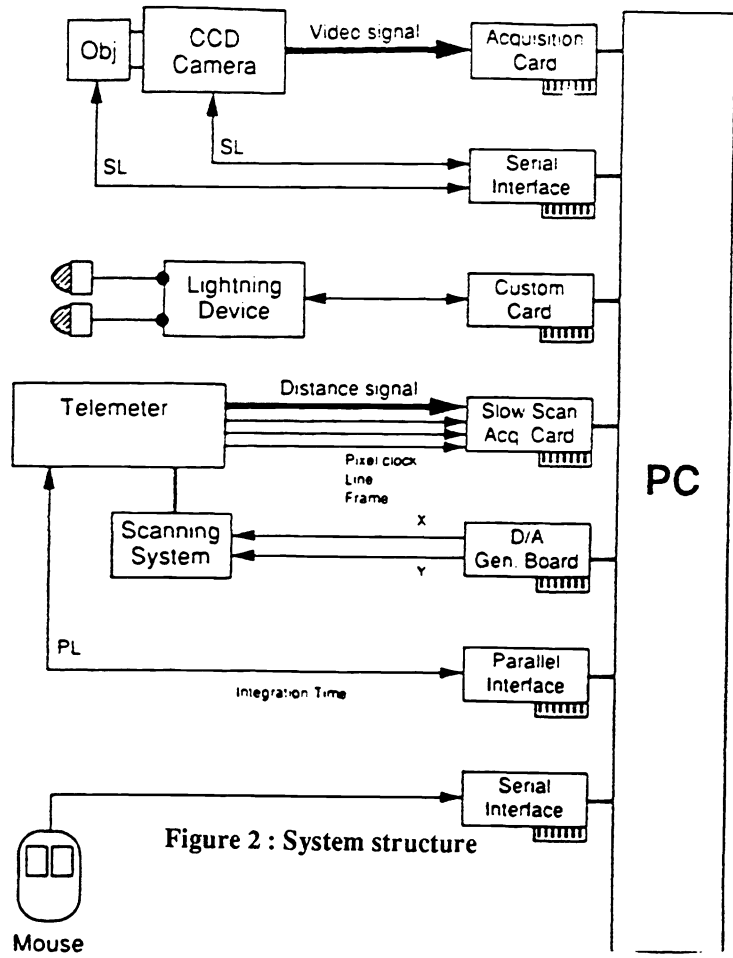 Obj
CCD
Camera
Video signal
Acquisition
Card
SL
SL
Serial
Interface
Lightning
Device
Custom
Card
Telemeter
Distance signal
Slow Scan
Acq. Card
Pixel clock
Line
Frame
PC
Scanning
System
X
Y
D/A
Gen. Board
PL
Integration Time
Parallel
Interface
Serial
Interface
Figure 2 : System structure
Mouse